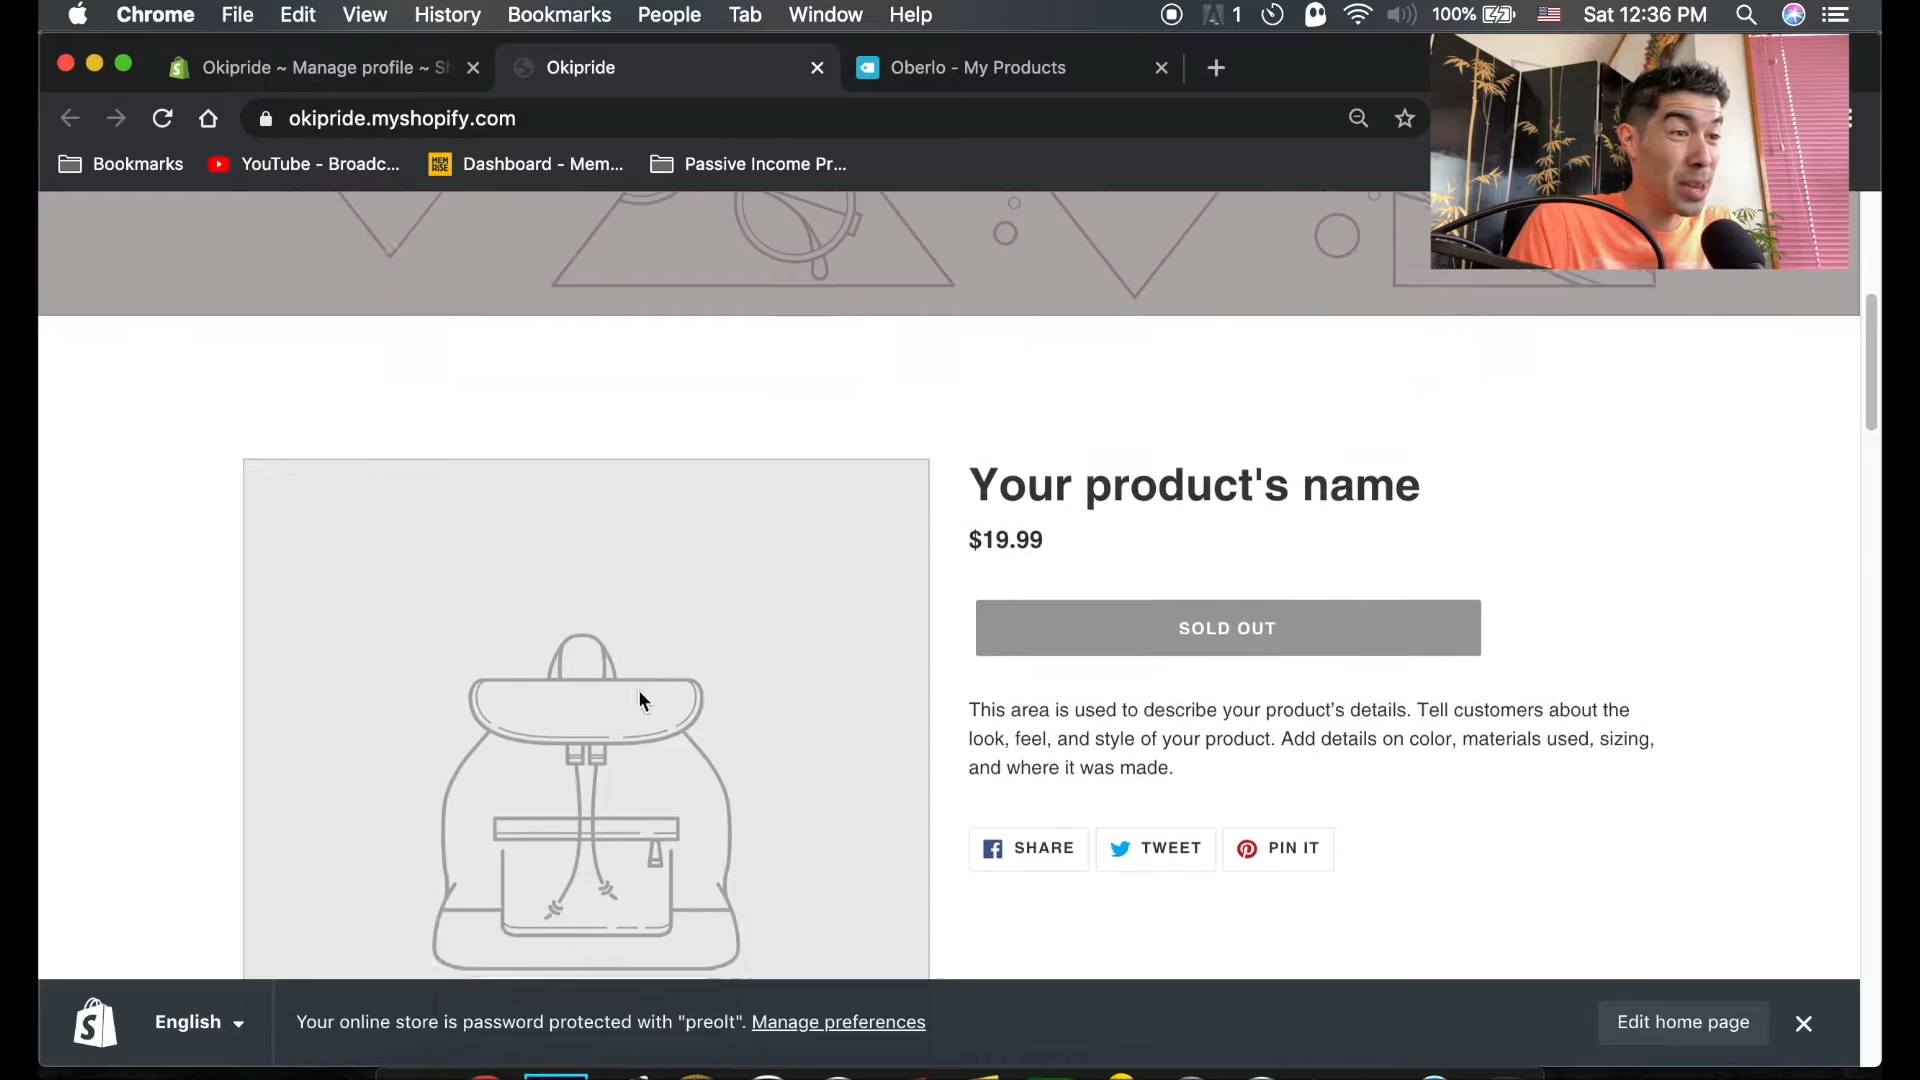 Chrome File Edit View History Bookmarks People Tab Window Help 1 100% Sat 12:36 PM
Okipride ~ Manage profile ~ Sh Okipride Oberlo - My Products
okipride.myshopify.com
Bookmarks YouTube - Broadc... MEM RISE Dashboard - Mem... Passive Income Pr...
Your product's name
$19.99
SOLD OUT
This area is used to describe your product’s details. Tell customers about the
look, feel, and style of your product. Add details on color, materials used, sizing,
and where it was made.
SHARE TWEET PIN IT
English Your online store is password protected with "preolt". Manage preferences Edit home page